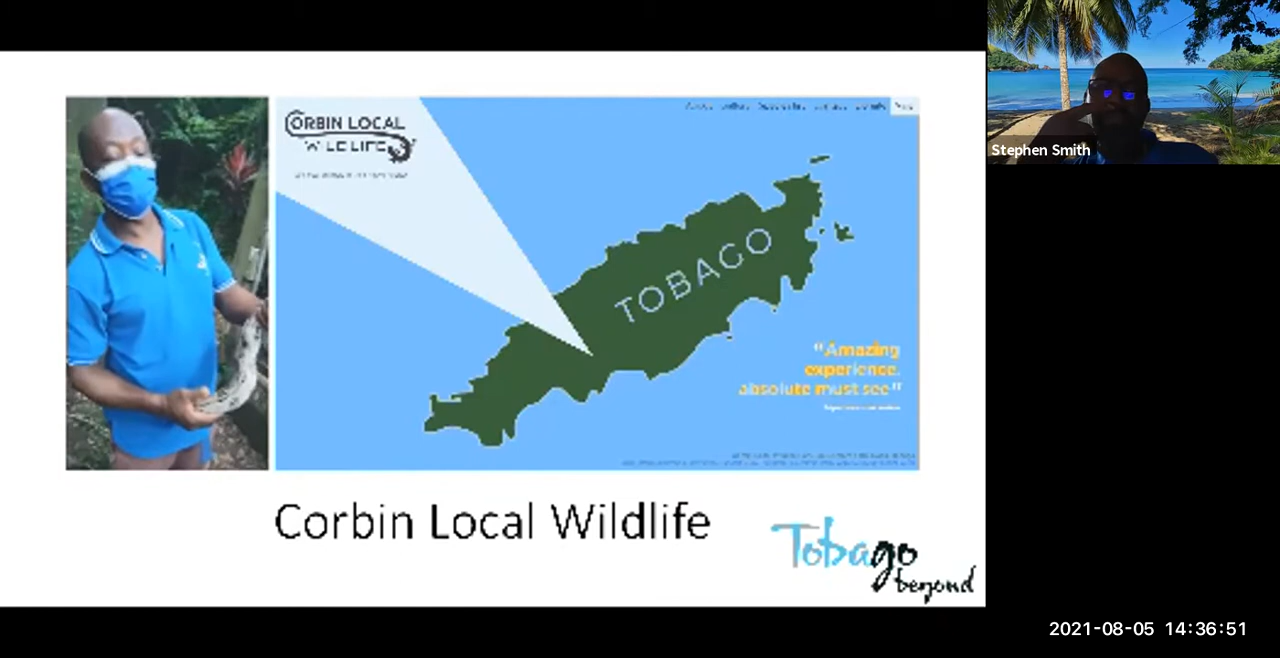 Stephen Smith
CORBIN LOCAL
WILDLIFE
TOBAGO
"Amazing
experience,
absolute must see"
Corbin Local Wildlife
Tobago
beyond
2021-08-05 14:36:51